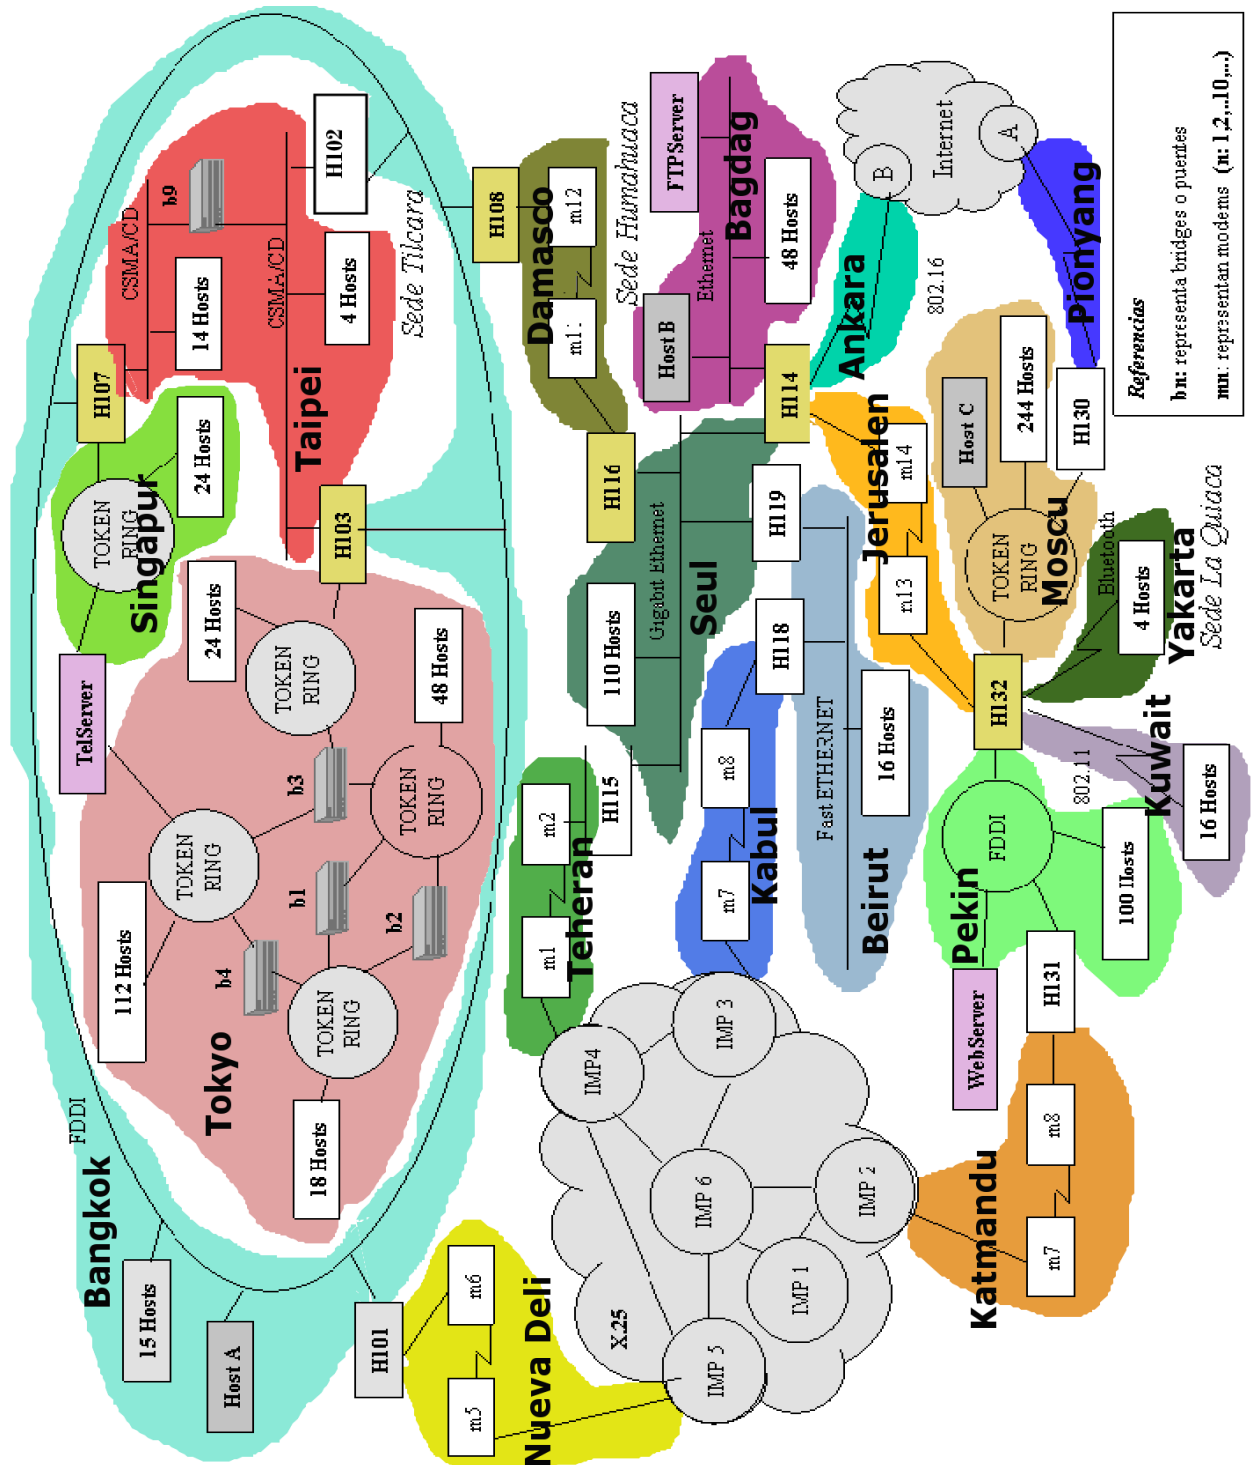 Bangkok
FDDI
15 Hosts
Host A
H101
TelServer
TOKEN
RING
Singapur
24 Hosts
H107
CSMA/CD
14 Hosts
b9
CSMA/CD
4 Hosts
H102
Taipei
H103
Sede Tilcara
Tokyo
112 Hosts
TOKEN
RING
24 Hosts
b4
b1
b3
TOKEN
RING
18 Hosts
TOKEN
RING
b2
TOKEN
RING
48 Hosts
Nueva Deli
m5
m6
X.25
IMP 5
IMP 1
IMP 6
IMP 2
IMP4
IMP 3
Teheran
m1
m2
H115
110 Hosts
Gigabit Ethernet
Seul
H116
H119
Damasco
H108
m11
m12
Sede Humahuaca
Host B
Ethernet
FTPServer
48 Hosts
Bagdag
H114
Kabul
m7
m8
H118
Beirut
Fast ETHERNET
16 Hosts
Jerusalen
m13
m14
Ankara
802.16
B
Internet
A
Pionyang
H130
Moscu
TOKEN
RING
Host C
244 Hosts
H132
Yakarta
Bluetooth
4 Hosts
Sede La Quiaca
Kuwait
802.11
16 Hosts
Pekin
FDDI
WebServer
100 Hosts
H131
Katmandu
m7
m8
Referencias
bn: representa bridges o puentes
mn: representan modems (n: 1,2,..10,...)